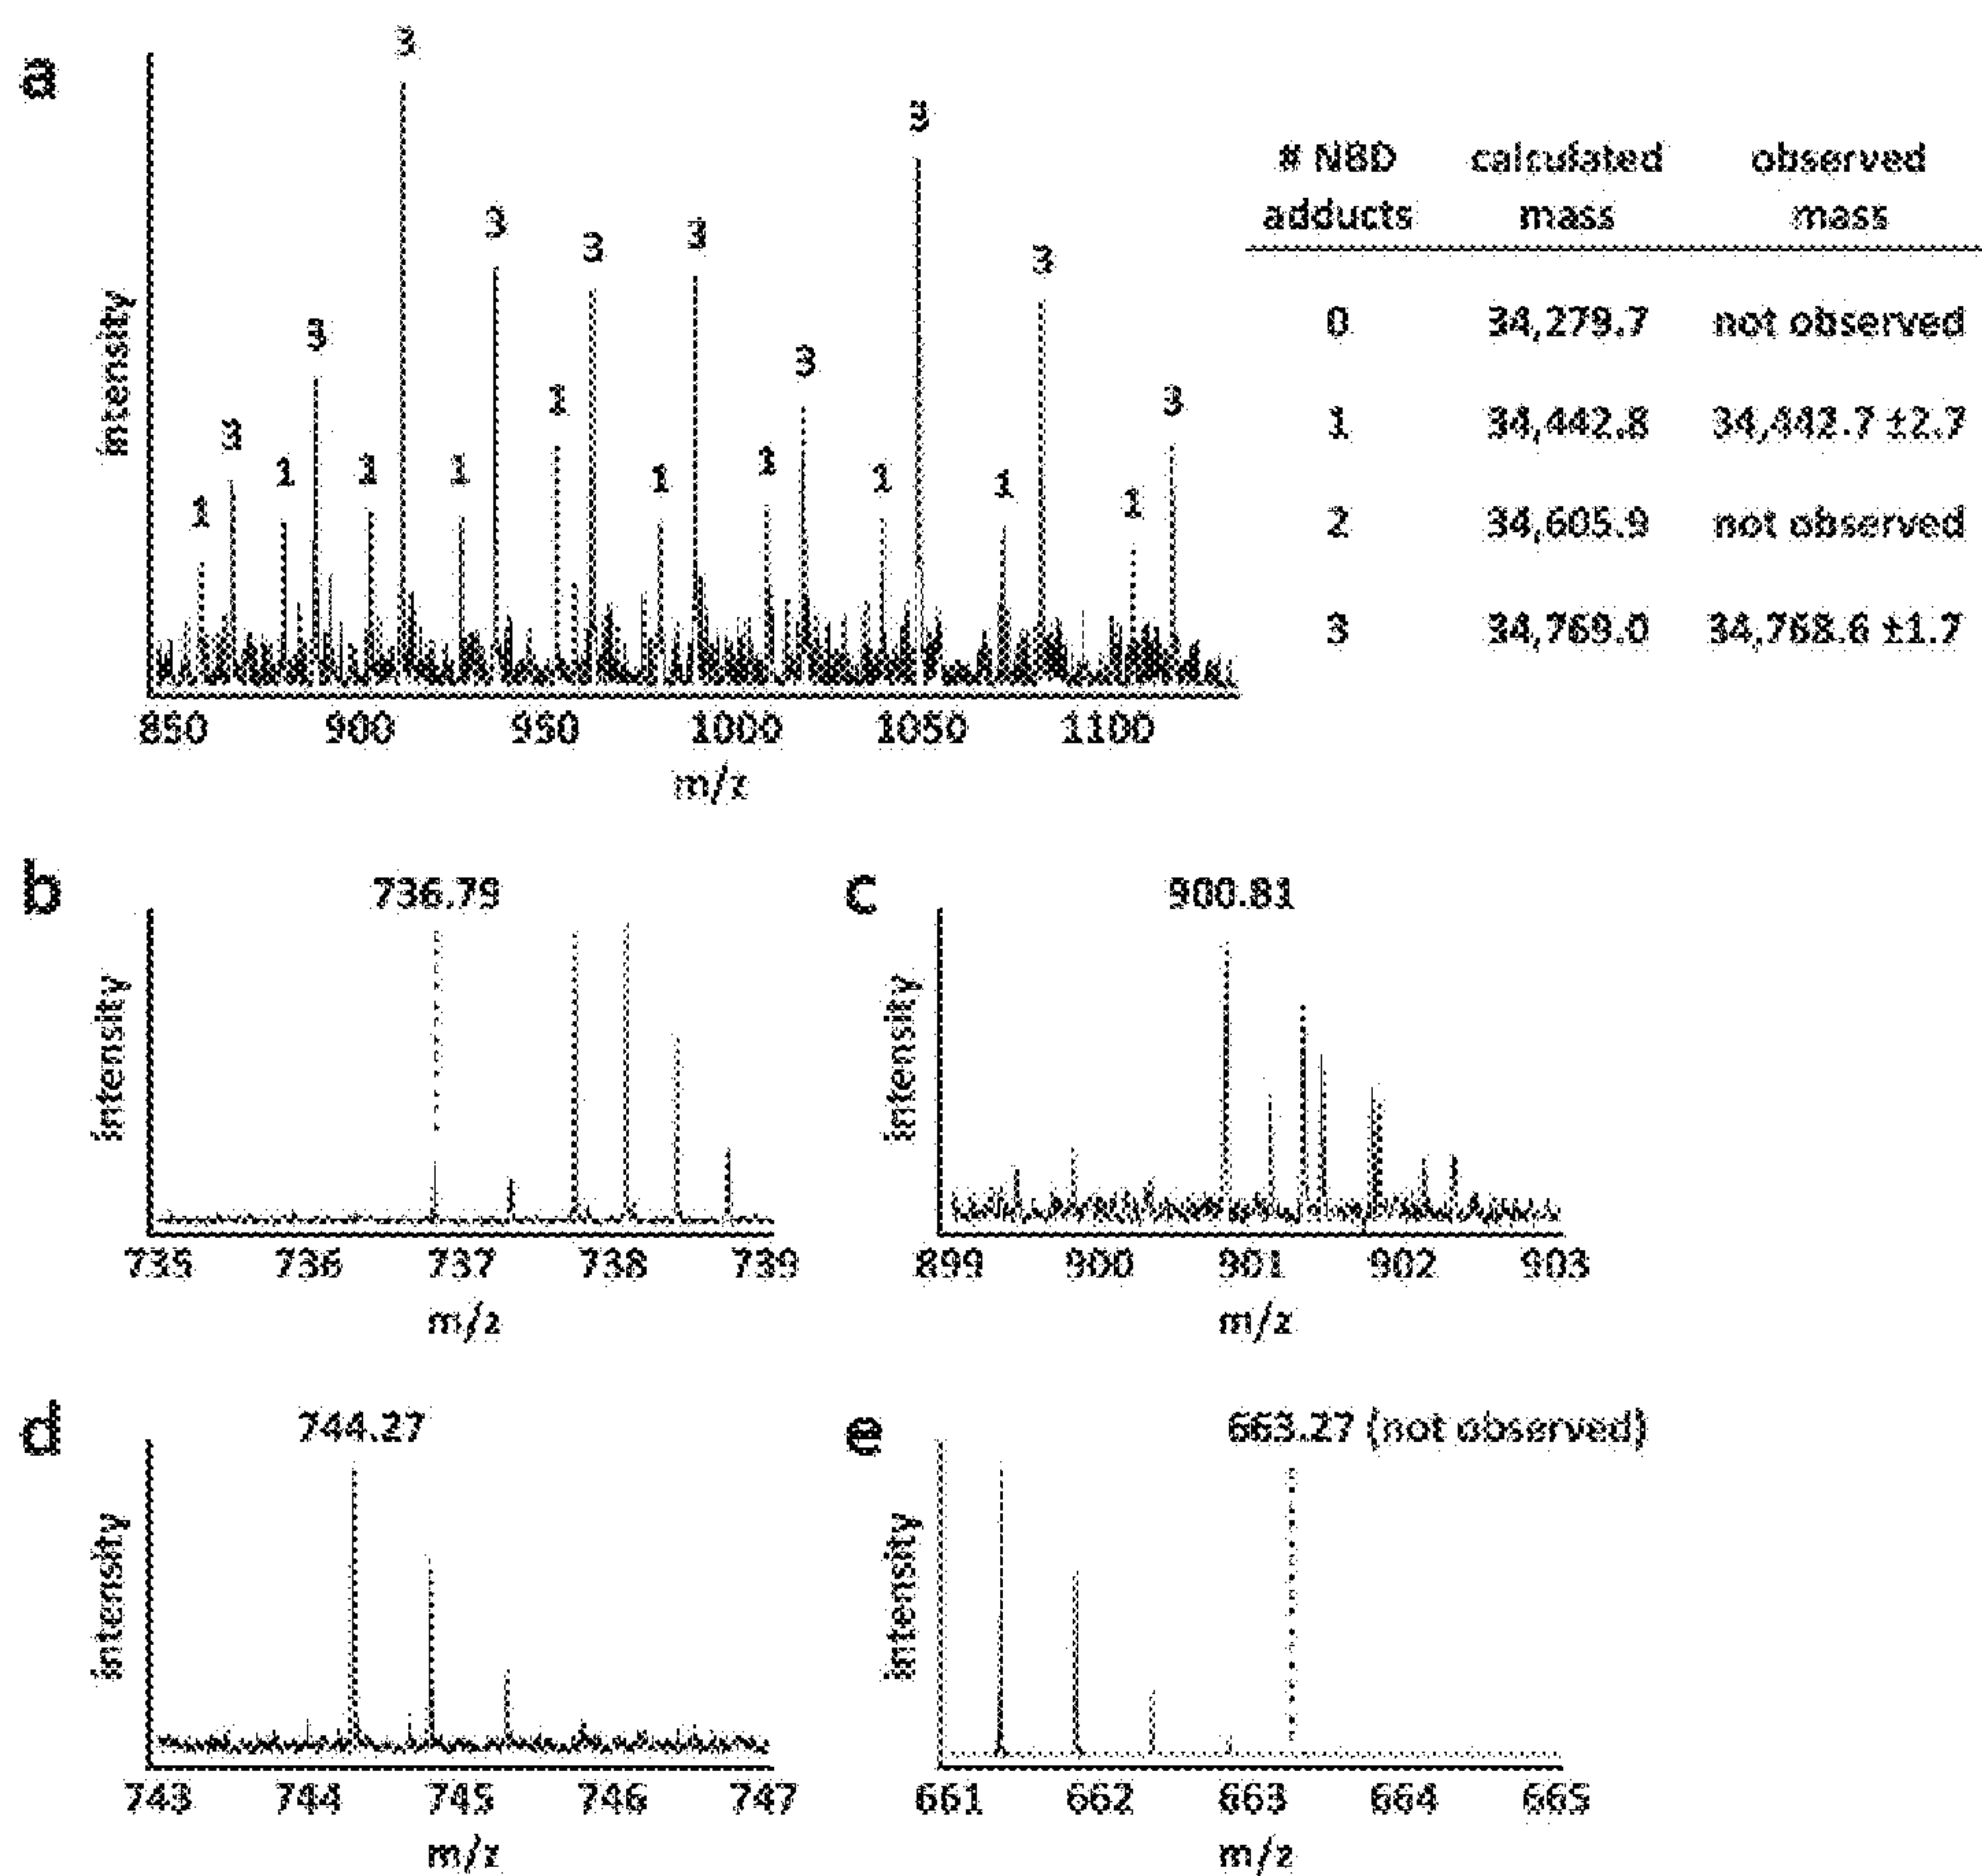 a
3
3
3
3
3
3
3
3
3
3
1
1
1
1
1
1
1
1
1
1
intensity
850 900 950 1000 1050 1100
m/z
# NBD adducts calculated mass observed mass
0 34,279.7 not observed
1 34,442.8 34,442.7 ±2.7
2 34,605.9 not observed
3 34,769.0 34,768.6 ±1.7
b
736.79
intensity
735 736 737 738 739
m/z
c
900.81
intensity
899 900 901 902 903
m/z
d
744.27
intensity
743 744 745 746 747
m/z
e
663.27 (not observed)
intensity
661 662 663 664 665
m/z